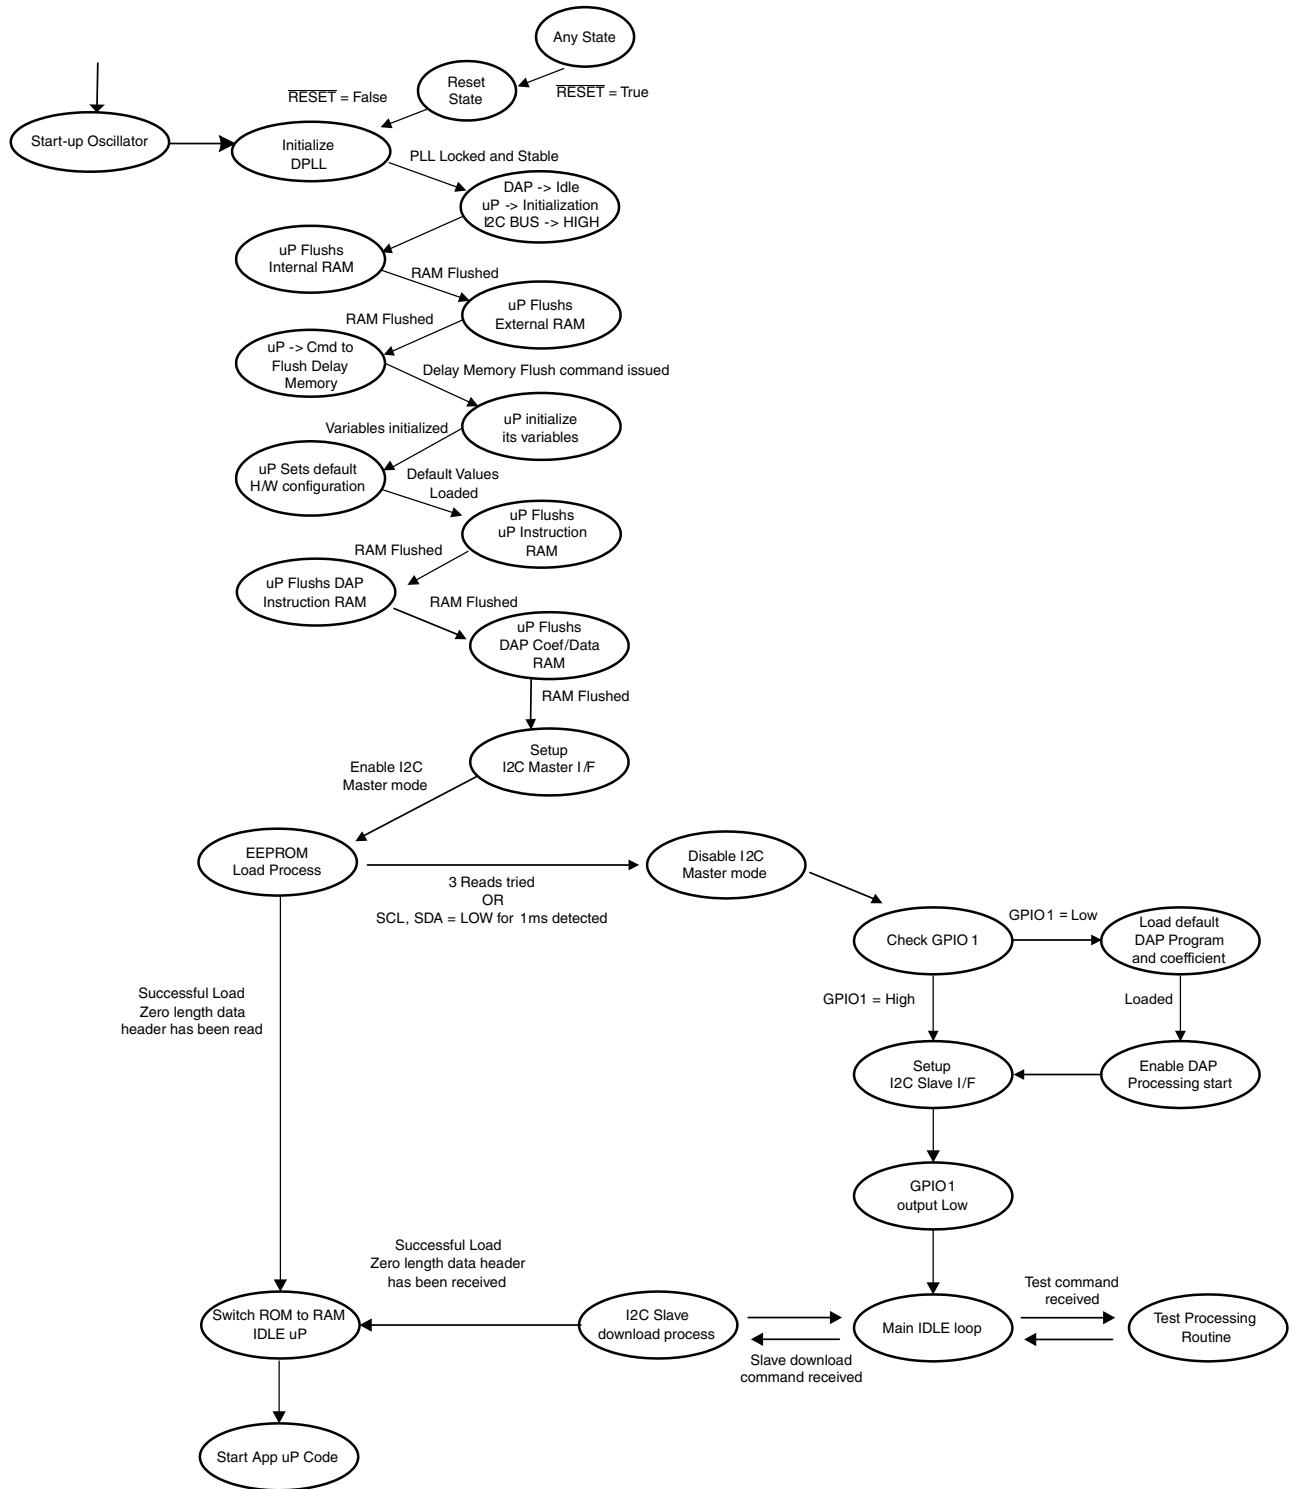 Any State
Reset
State
RESET = False
RESET = True
Start-up Oscillator
Initialize
DPLL
PLL Locked and Stable
DAP -> Idle
uP -> Initialization
I2C BUS -> HIGH
uP Flushs
Internal RAM
RAM Flushed
uP Flushs
External RAM
RAM Flushed
uP -> Cmd to
Flush Delay
Memory
Delay Memory Flush command issued
uP initialize
its variables
Variables initialized
uP Sets default
H/W configuration
Default Values
Loaded
uP Flushs
uP Instruction
RAM
RAM Flushed
uP Flushs DAP
Instruction RAM
RAM Flushed
uP Flushs
DAP Coef/Data
RAM
RAM Flushed
Setup
I2C Master I/F
Enable I2C
Master mode
EEPROM
Load Process
3 Reads tried
OR
SCL, SDA = LOW for 1ms detected
Disable I2C
Master mode
Check GPIO1
GPIO1 = Low
Load default
DAP Program
and coefficient
GPIO1 = High
Loaded
Successful Load
Zero length data
header has been read
Setup
I2C Slave I/F
Enable DAP
Processing start
GPIO1
output Low
Successful Load
Zero length data header
has been received
Switch ROM to RAM
IDLE uP
I2C Slave
download process
Slave download
command received
Main IDLE loop
Test command
received
Test Processing
Routine
Start App uP Code